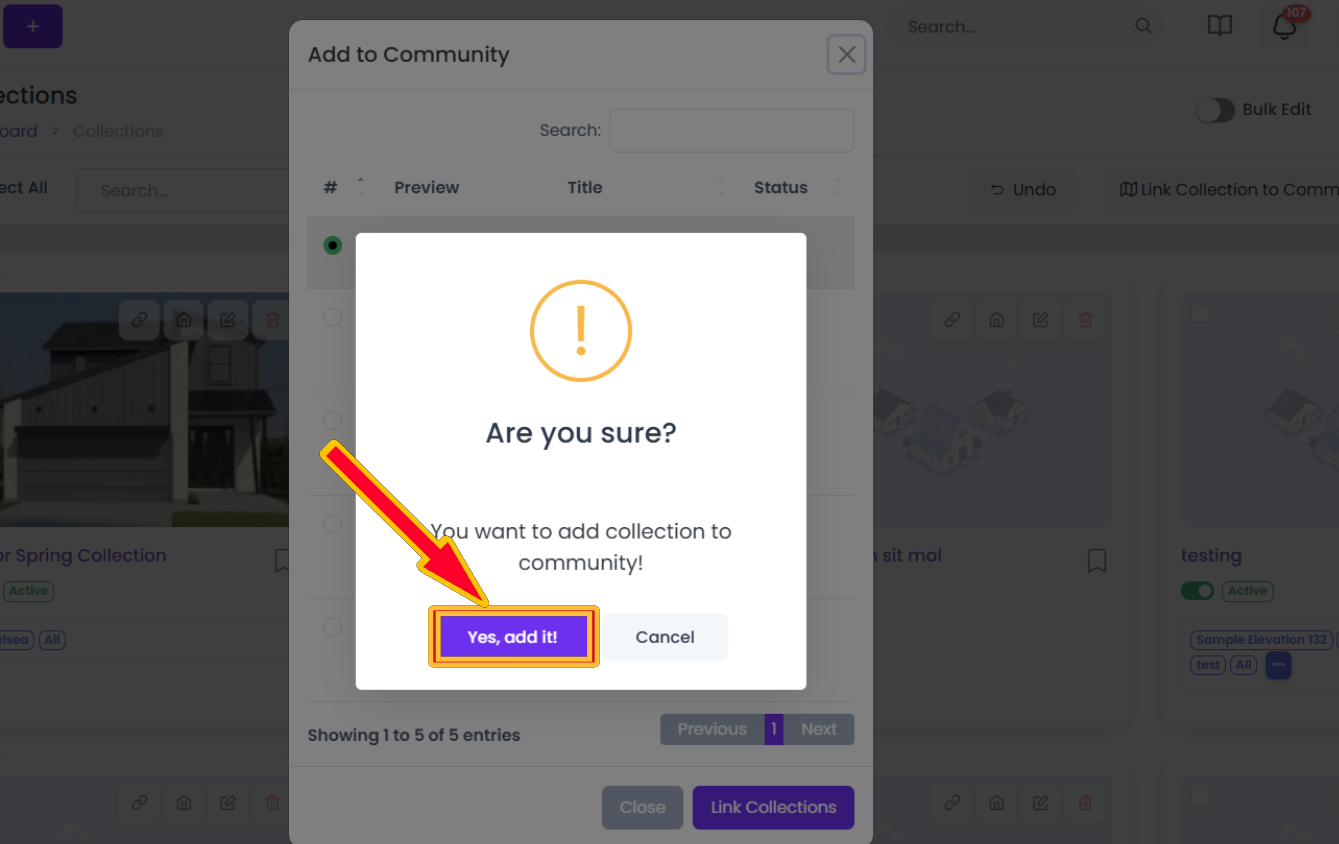 +
Add to Community
Search...
107
ections
oard > Collections
Bulk Edit
Search:
ect All
Search...
Undo
Link Collection to Comm
# Preview Title Status
!
Are you sure?
You want to add collection to
community!
Yes, add it!
Cancel
or Spring Collection
Active
elsea
All
n sit mol
testing
Active
Sample Elevation 132
test
All
...
Showing 1 to 5 of 5 entries
Previous
1
Next
Close
Link Collections